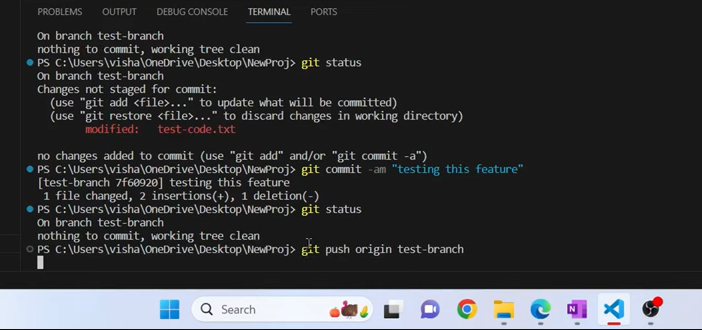 PROBLEMS OUTPUT DEBUG CONSOLE TERMINAL PORTS
On branch test-branch
nothing to commit, working tree clean
PS C:\Users\visha\OneDrive\Desktop\NewProj> git status
On branch test-branch
Changes not staged for commit:
(use "git add <file>..." to update what will be committed)
(use "git restore <file>..." to discard changes in working directory)
modified: test-code.txt
no changes added to commit (use "git add" and/or "git commit -a")
PS C:\Users\visha\OneDrive\Desktop\NewProj> git commit -am "testing this feature"
[test-branch 7f60920] testing this feature
1 file changed, 2 insertions(+), 1 deletion(-)
PS C:\Users\visha\OneDrive\Desktop\NewProj> git status
On branch test-branch
nothing to commit, working tree clean
PS C:\Users\visha\OneDrive\Desktop\NewProj> git push origin test-branch
Search